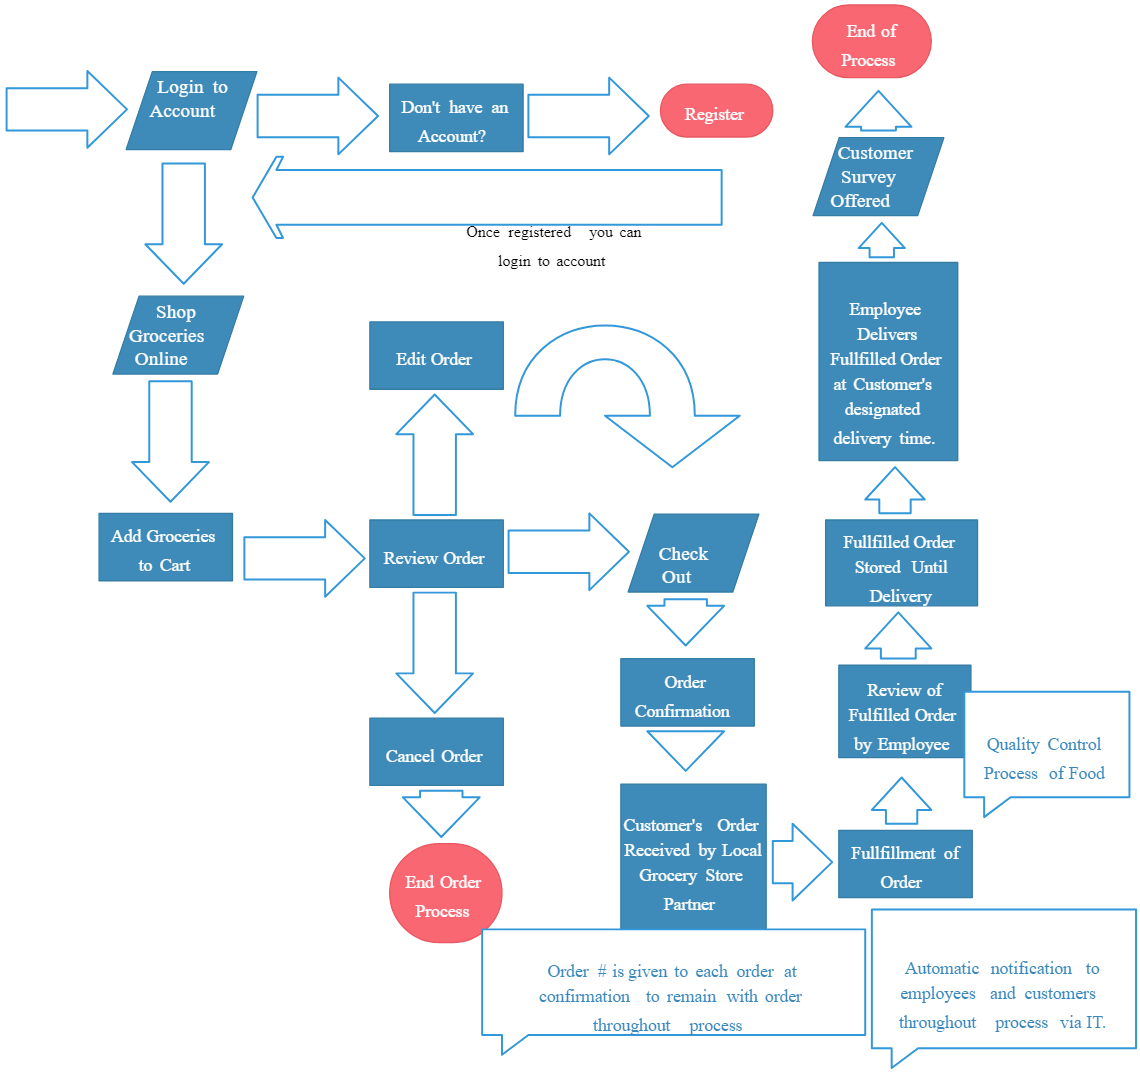 Login to
Account
Don't have an
Account?
Register
Once registered you can
login to account
Shop
Groceries
Online
Add Groceries
to Cart
Edit Order
Review Order
Cancel Order
End Order
Process
Check
Out
Order
Confirmation
Customer's Order
Received by Local
Grocery Store
Partner
Order # is given to each order at
confirmation to remain with order
throughout process
Fullfillment of
Order
Automatic notification to
employees and customers
throughout process via IT.
Review of
Fulfilled Order
by Employee
Quality Control
Process of Food
Fullfilled Order
Stored Until
Delivery
Employee
Delivers
Fullfilled Order
at Customer's
designated
delivery time.
Customer
Survey
Offered
End of
Process